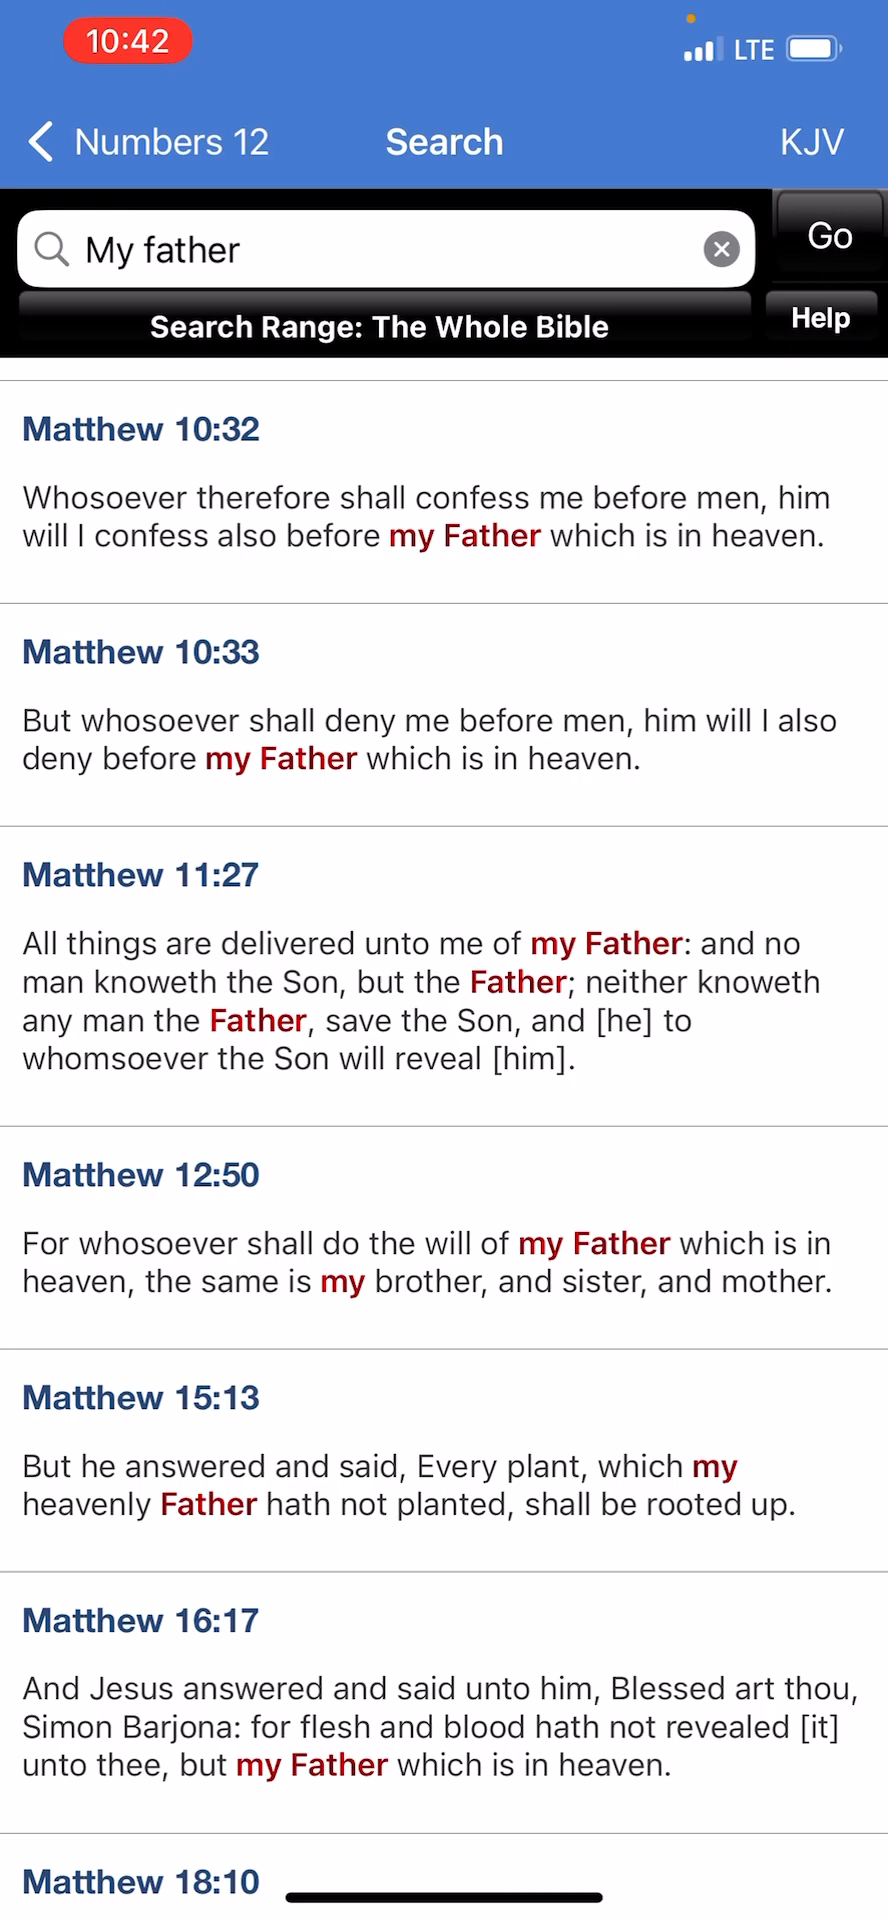 10:42
LTE
Numbers 12
Search
KJV
My father
Go
Search Range: The Whole Bible
Help
Matthew 10:32
Whosoever therefore shall confess me before men, him
will I confess also before my Father which is in heaven.
Matthew 10:33
But whosoever shall deny me before men, him will I also
deny before my Father which is in heaven.
Matthew 11:27
All things are delivered unto me of my Father: and no
man knoweth the Son, but the Father; neither knoweth
any man the Father, save the Son, and [he] to
whomsoever the Son will reveal [him].
Matthew 12:50
For whosoever shall do the will of my Father which is in
heaven, the same is my brother, and sister, and mother.
Matthew 15:13
But he answered and said, Every plant, which my
heavenly Father hath not planted, shall be rooted up.
Matthew 16:17
And Jesus answered and said unto him, Blessed art thou,
Simon Barjona: for flesh and blood hath not revealed [it]
unto thee, but my Father which is in heaven.
Matthew 18:10